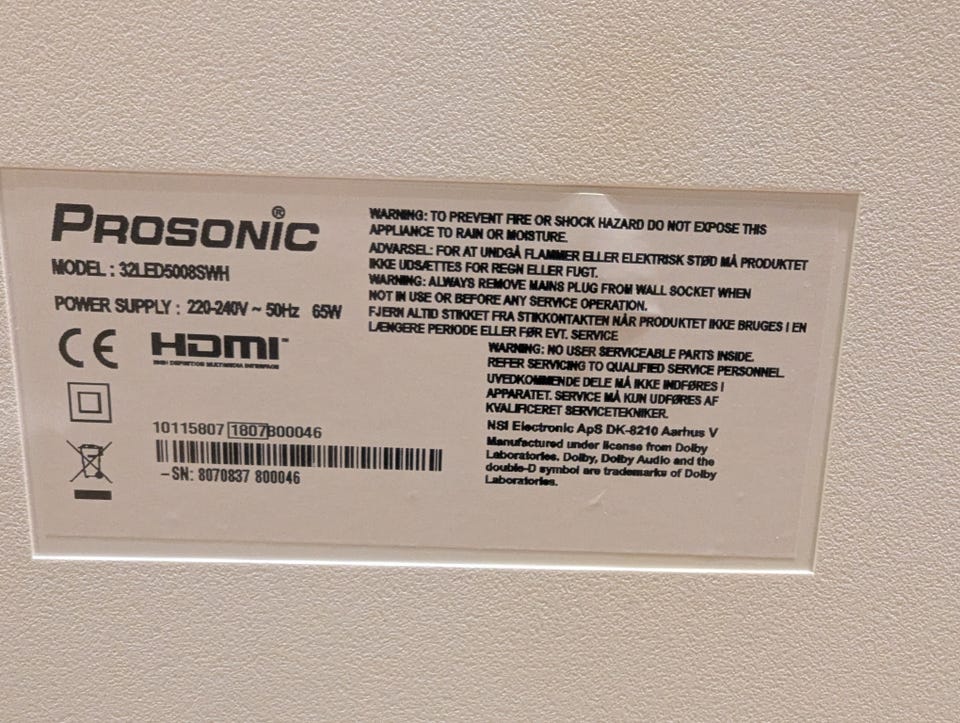 PROSONIC®
MODEL : 32LED5008SWH
POWER SUPPLY : 220-240V ~ 50Hz 65W
CE HDMI™
HIGH DEFINITION MULTIMEDIA INTERFACE
10115807 1807800046
-SN: 8070837 800046
WARNING: TO PREVENT FIRE OR SHOCK HAZARD DO NOT EXPOSE THIS
APPLIANCE TO RAIN OR MOISTURE.
ADVARSEL: FOR AT UNDGÅ FLAMMER ELLER ELEKTRISK STØD MÅ PRODUKTET
IKKE UDSÆTTES FOR REGN ELLER FUGT.
WARNING: ALWAYS REMOVE MAINS PLUG FROM WALL SOCKET WHEN
NOT IN USE OR BEFORE ANY SERVICE OPERATION.
FJERN ALTID STIKKET FRA STIKKONTAKTEN NÅR PRODUKTET IKKE BRUGES I EN
LÆNGERE PERIODE ELLER FØR EVT. SERVICE
WARNING: NO USER SERVICEABLE PARTS INSIDE.
REFER SERVICING TO QUALIFIED SERVICE PERSONNEL.
UVEDKOMMENDE DELE MÅ IKKE INDFØRES I
APPARATET. SERVICE MÅ KUN UDFØRES AF
KVALIFICERET SERVICETEKNIKER.
NSI Electronic ApS DK-8210 Aarhus V
Manufactured under license from Dolby
Laboratories. Dolby, Dolby Audio and the
double-D symbol are trademarks of Dolby
Laboratories.